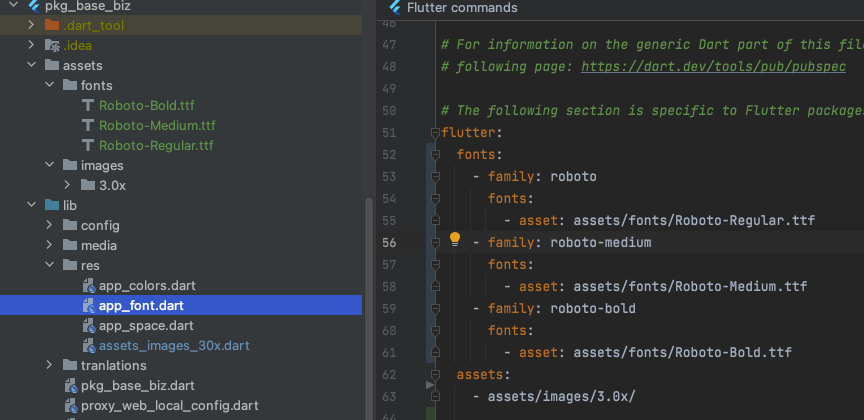 pkg_base_biz
.dart_tool
.idea
assets
fonts
Roboto-Bold.ttf
Roboto-Medium.ttf
Roboto-Regular.ttf
images
3.0x
lib
config
media
res
app_colors.dart
app_font.dart
app_space.dart
assets_images_30x.dart
tranlations
pkg_base_biz.dart
proxy_web_local_config.dart
Flutter commands
46
47 # For information on the generic Dart part of this file
48 # following page: https://dart.dev/tools/pub/pubspec
49
50 # The following section is specific to Flutter packages
51 flutter:
52 fonts:
53 - family: roboto
54 fonts:
55 - asset: assets/fonts/Roboto-Regular.ttf
56 - family: roboto-medium
57 fonts:
58 - asset: assets/fonts/Roboto-Medium.ttf
59 - family: roboto-bold
60 fonts:
61 - asset: assets/fonts/Roboto-Bold.ttf
62 assets:
63 - assets/images/3.0x/
64